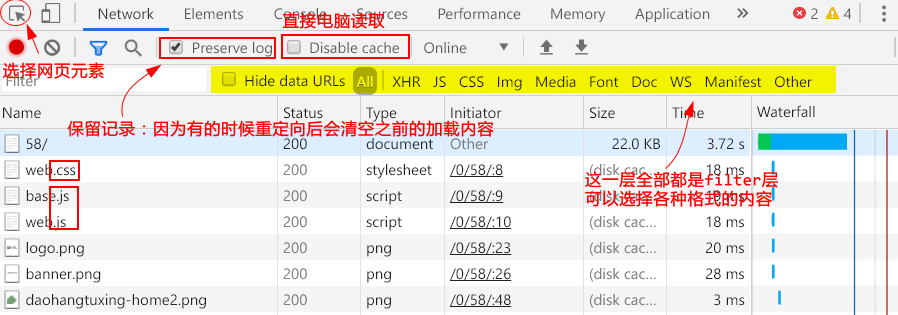 Network Elements Console Sources Performance Memory Application 2 4
直接电脑读取
Preserve log Disable cache Online
选择网页元素
Filter Hide data URLs All XHR JS CSS Img Media Font Doc WS Manifest Other
Name Status Type Initiator Size Time Waterfall
保留记录：因为有的时候重定向后会清空之前的加载内容
58/ 200 document Other 22.0 KB 3.72 s
web.css 200 stylesheet /0/58/:8 (disk cac... 18 ms
这一层全部都是filter层
base.js 200 script /0/58/:9 (disk cac...
可以选择各种格式的内容
web.js 200 script /0/58/:10 (disk cac... 18 ms
logo.png 200 png /0/58/:23 (disk cac... 20 ms
banner.png 200 png /0/58/:26 (disk cac... 28 ms
daohangtuxing-home2.png 200 png /0/58/:48 (disk cac... 3 ms